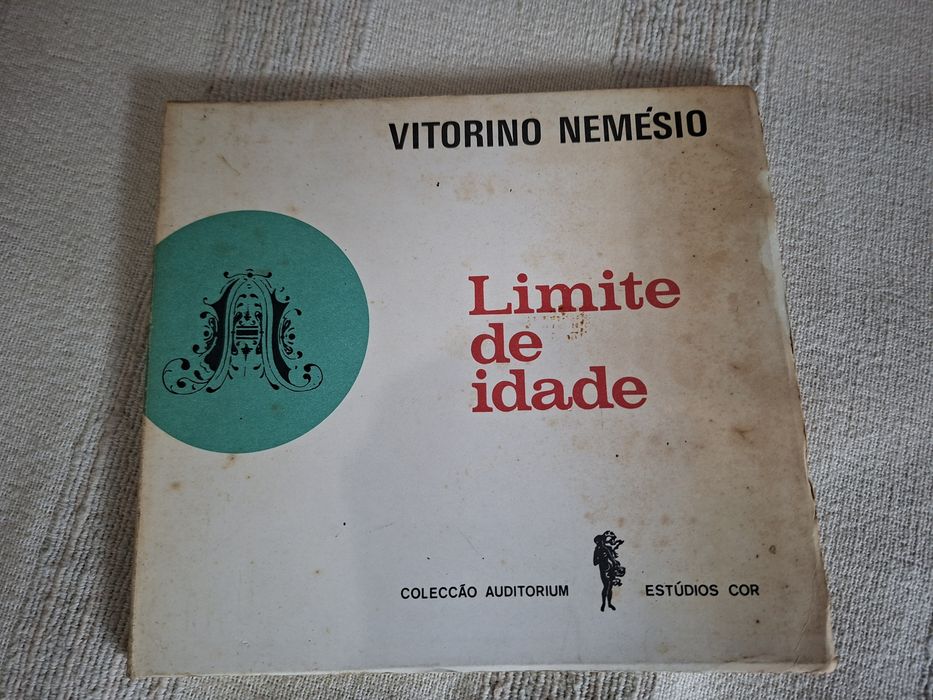 VITORINO NEMÉSIO
A
Limite
de
idade
COLECCÃO AUDITORIUM ESTÚDIOS COR